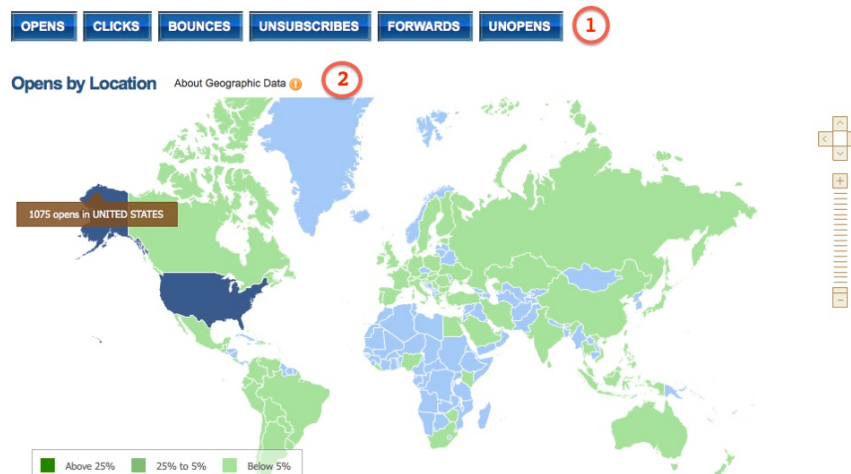 OPENS CLICKS BOUNCES UNSUBSCRIBES FORWARDS UNOPENS 1
Opens by Location About Geographic Data ! 2
1075 opens in UNITED STATES
Above 25% 25% to 5% Below 5%